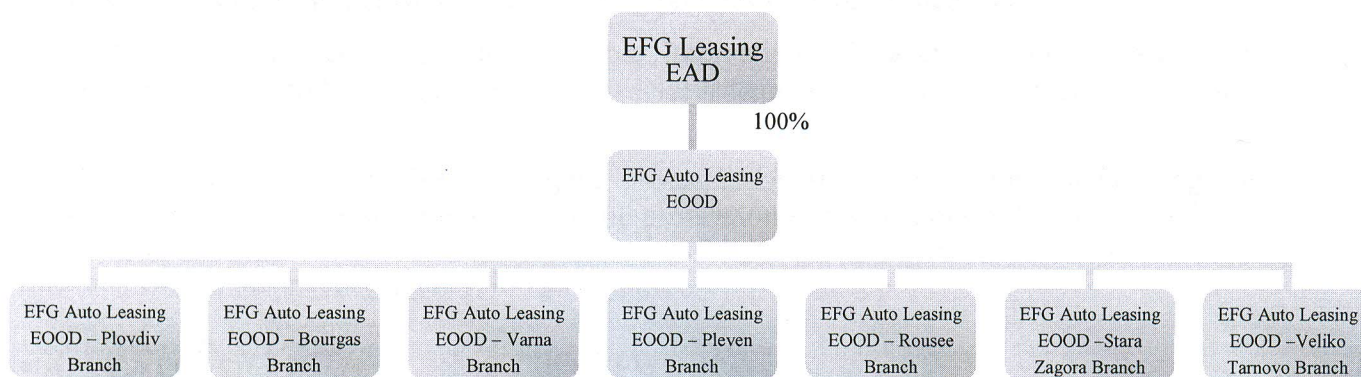 EFG Leasing
EAD
100%
EFG Auto Leasing
EOOD
EFG Auto Leasing
EOOD – Plovdiv
Branch
EFG Auto Leasing
EOOD – Bourgas
Branch
EFG Auto Leasing
EOOD – Varna
Branch
EFG Auto Leasing
EOOD – Pleven
Branch
EFG Auto Leasing
EOOD – Rousee
Branch
EFG Auto Leasing
EOOD –Stara
Zagora Branch
EFG Auto Leasing
EOOD –Veliko
Tarnovo Branch